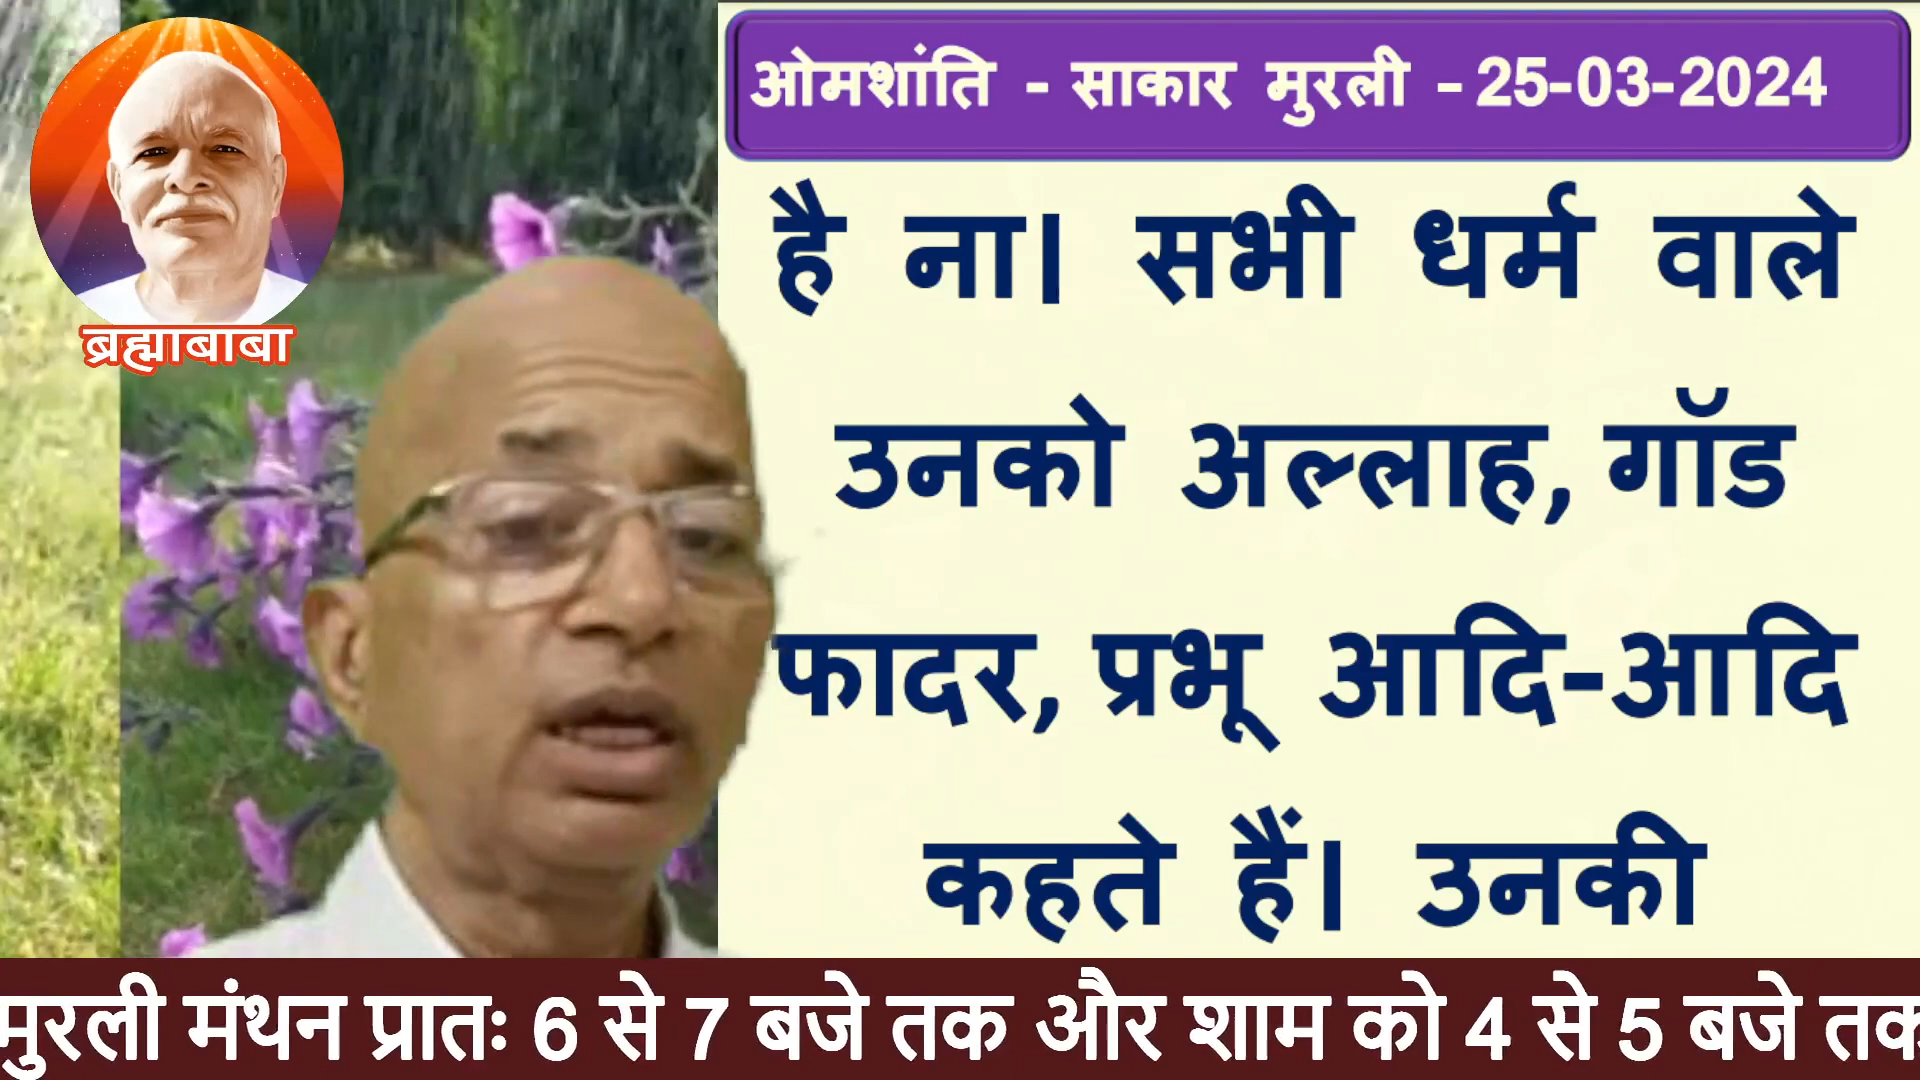 ब्रह्माबाबा
ओमशांति - साकार मुरली - 25-03-2024
है ना। सभी धर्म वाले
उनको अल्लाह, गॉड
फादर, प्रभू आदि-आदि
कहते हैं। उनकी
मुरली मंथन प्रातः 6 से 7 बजे तक और शाम को 4 से 5 बजे तक